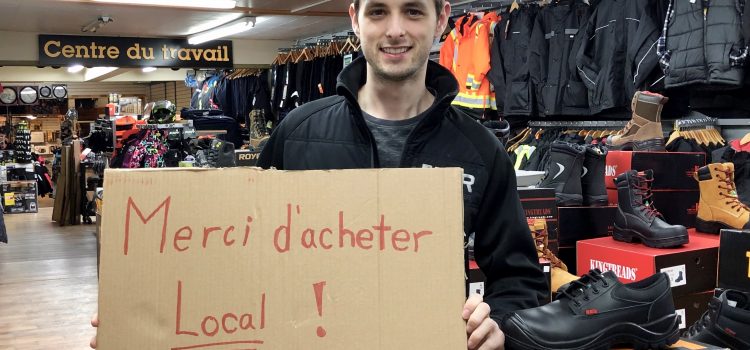 Centre du travail
Merci d'acheter
Local !
ROYER
KINGTREADS
KINGTREADS